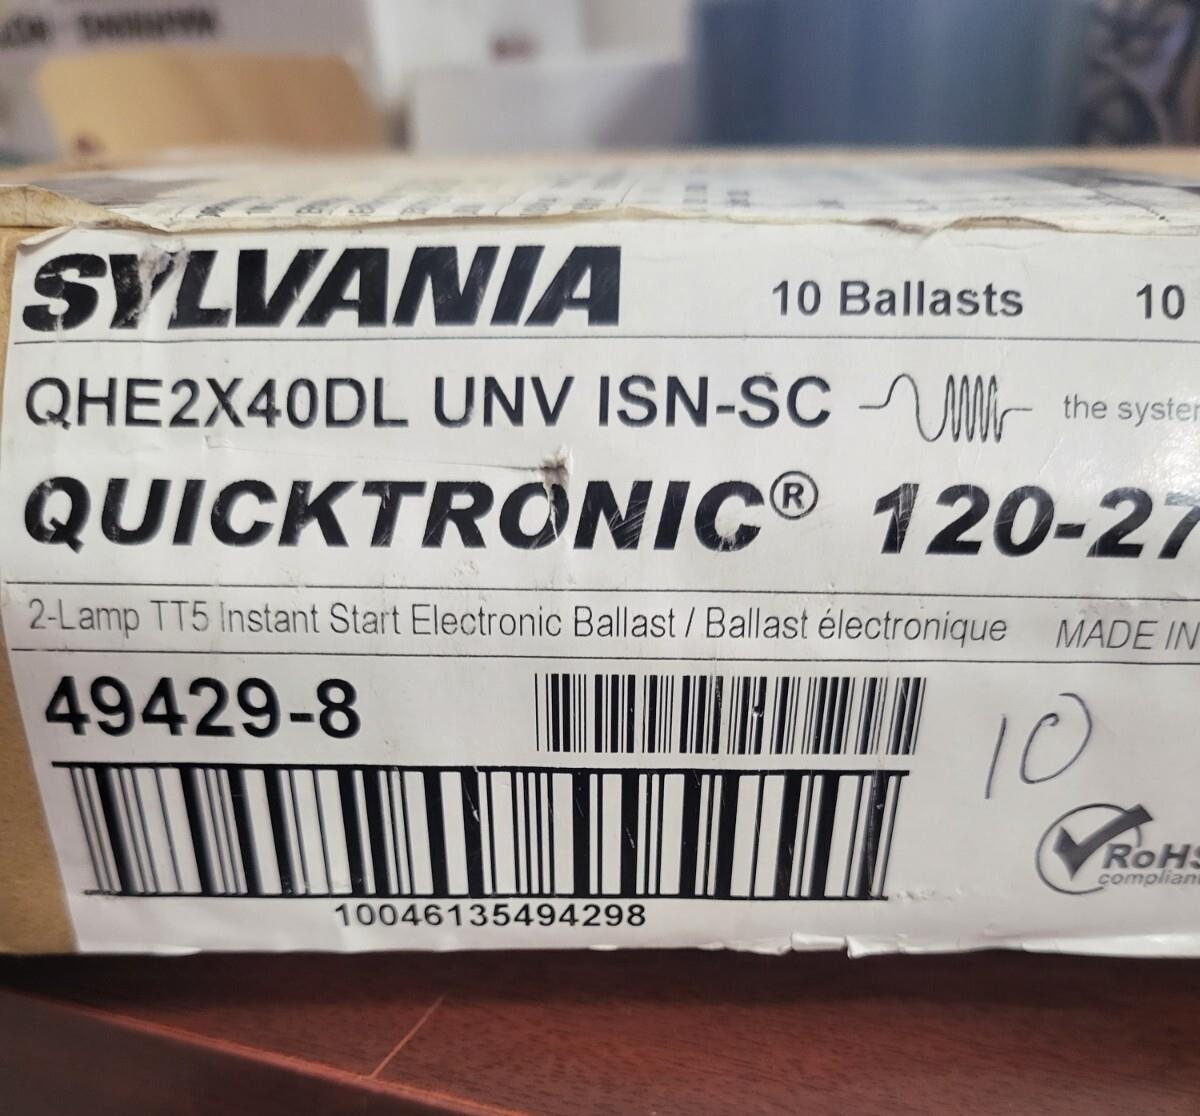 SYLVANIA 10 Ballasts 10
QHE2X40DL UNV ISN-SC the syster
QUICKTRONIC® 120-27
2-Lamp TT5 Instant Start Electronic Ballast / Ballast électronique MADE IN
49429-8
10
RoHS
complian
10046135494298